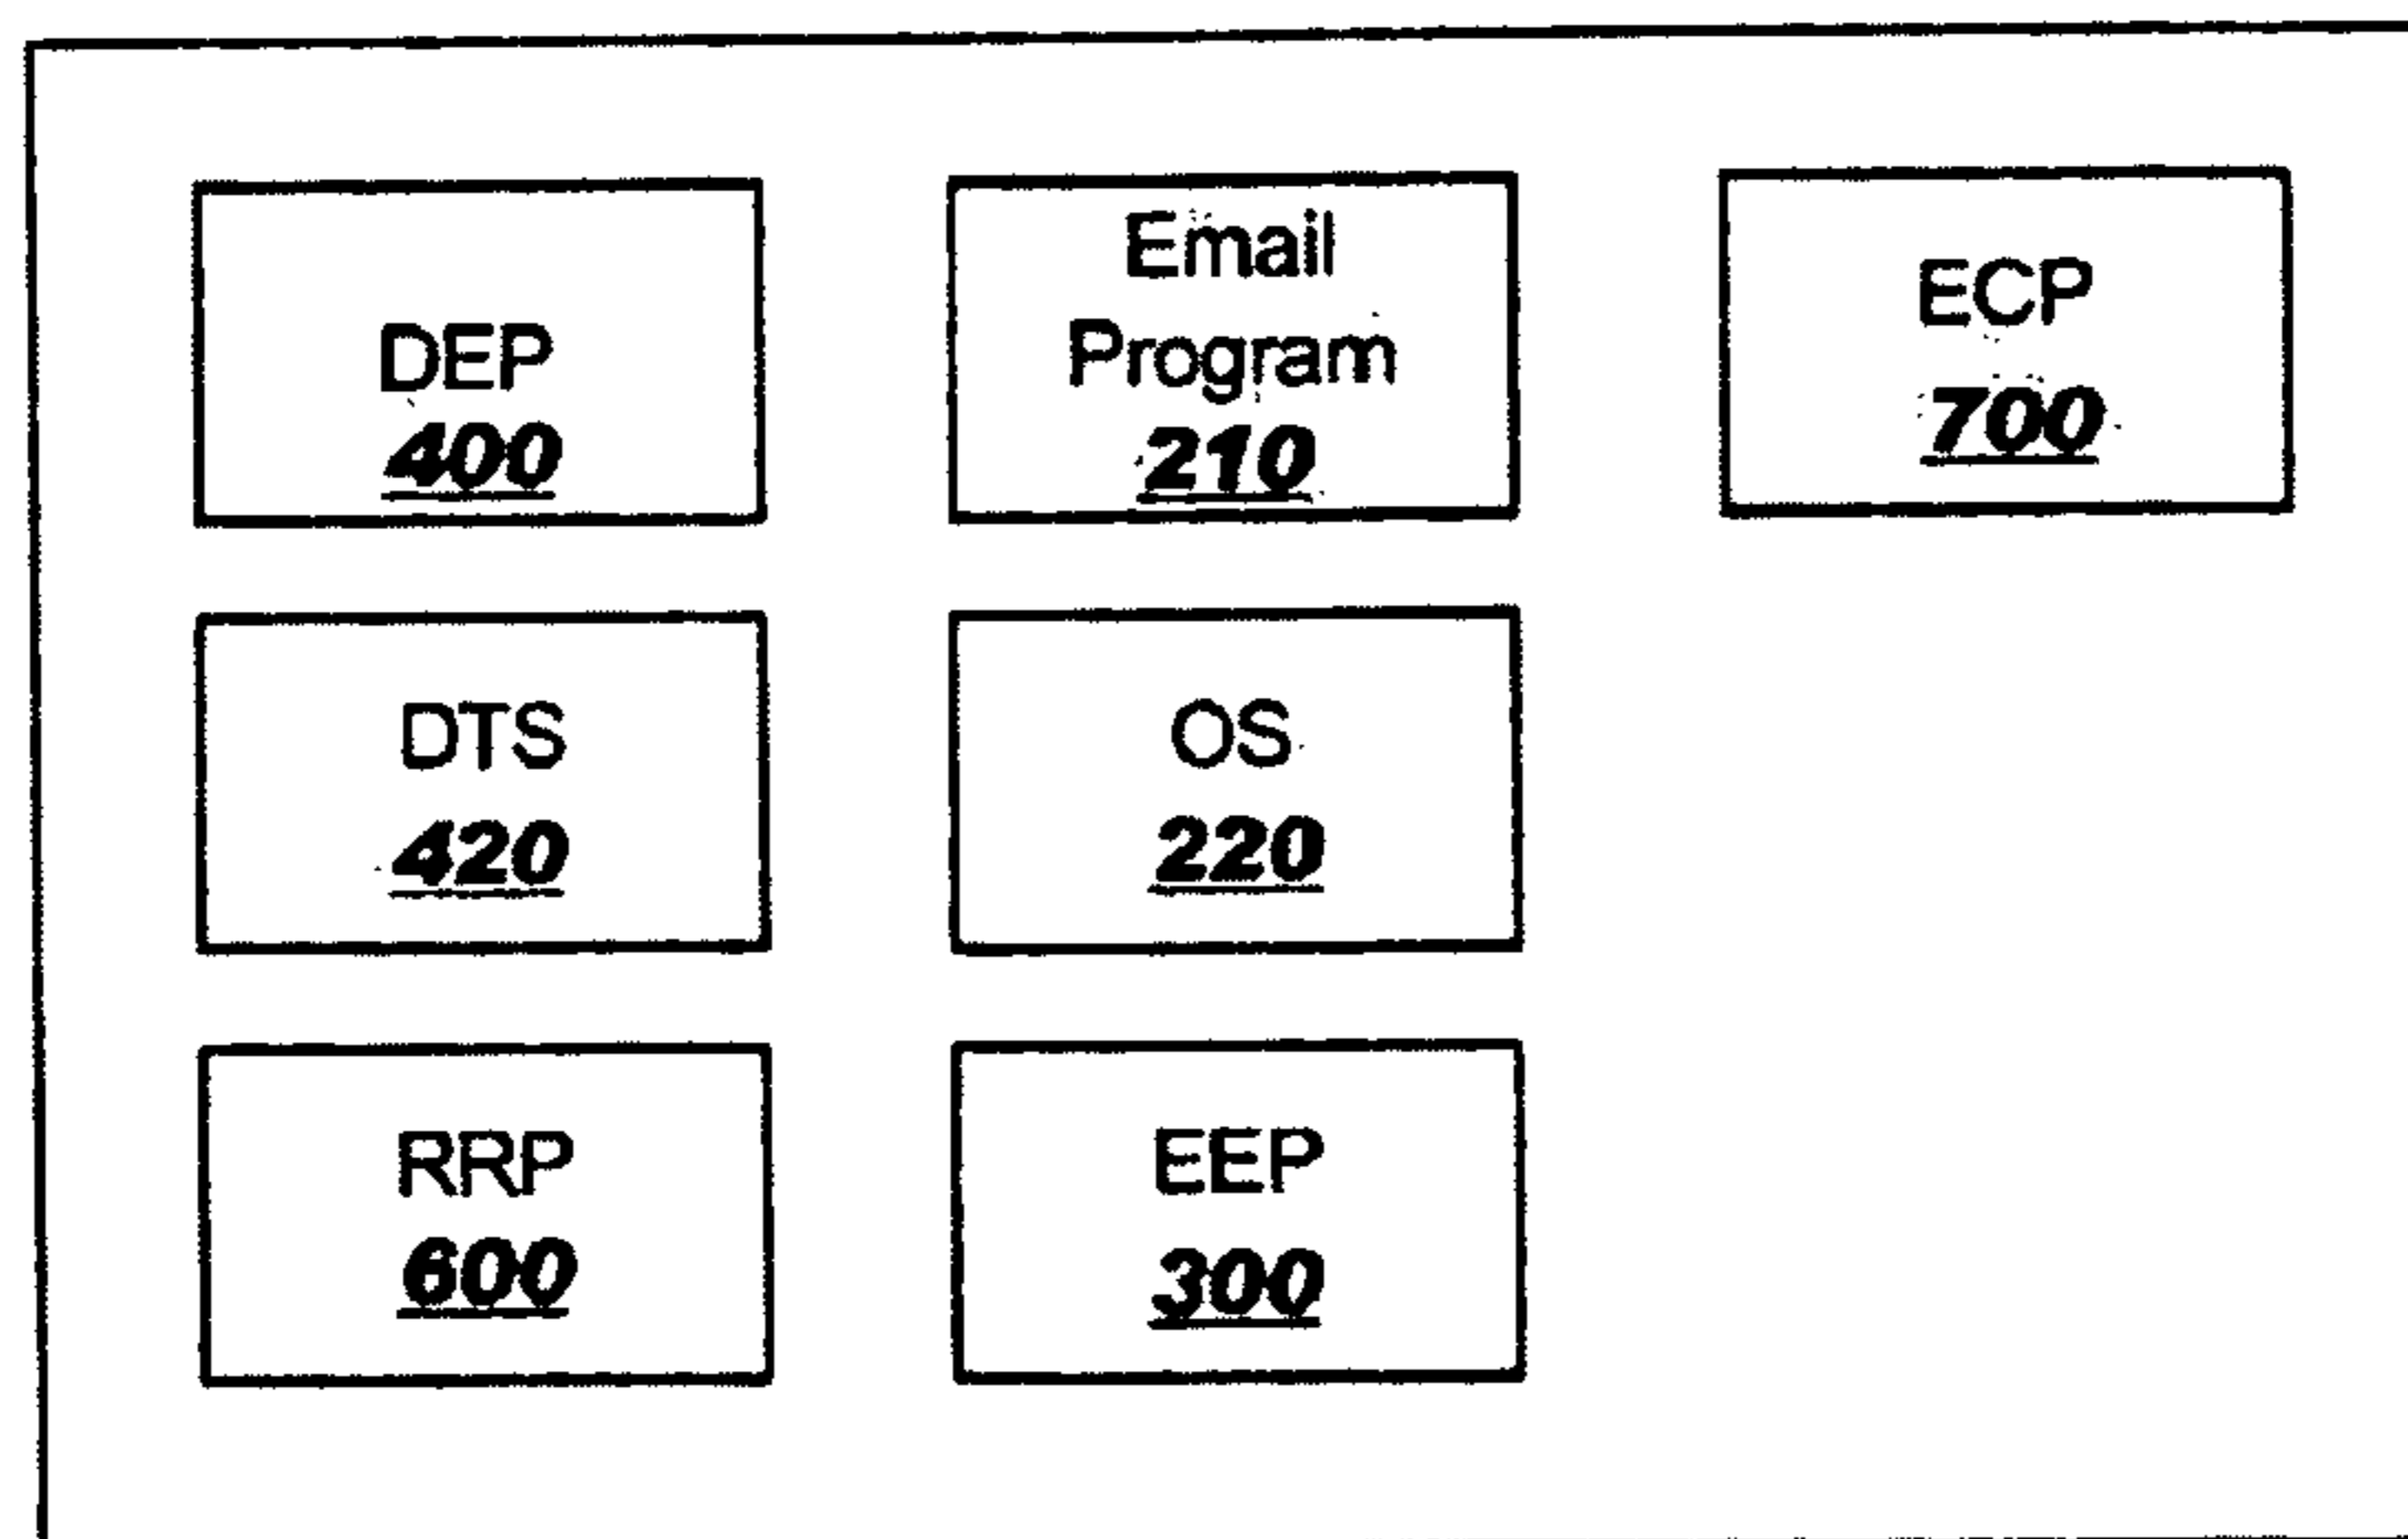 DEP
400
Email
Program
210
ECP
700
DTS
420
OS
220
RRP
600
EEP
300